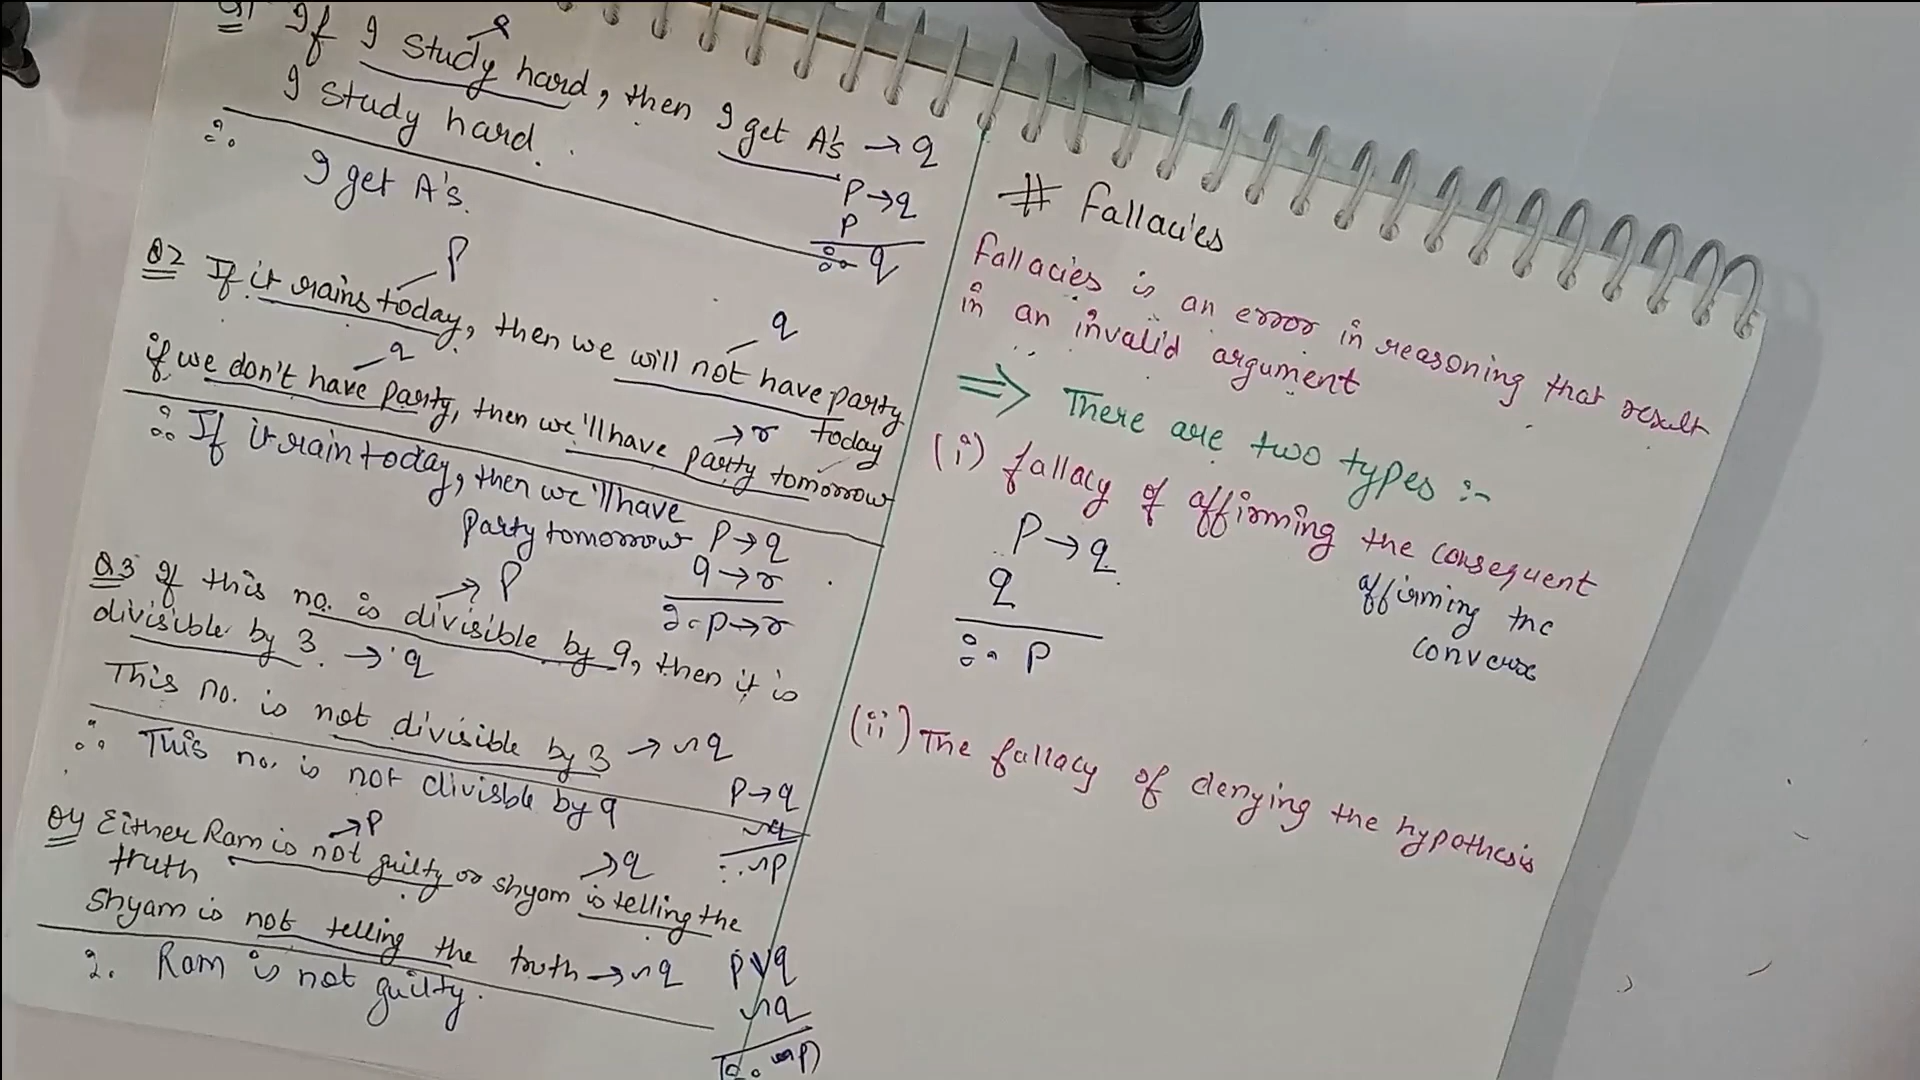 Q1 If I study hard, then I get A's → q
I study hard.
∴ I get A's.
p→q
p
∴ q
Q2 If it rains today, then we will not have party today
p
q
if we don't have party, then we'll have party tomorrow
q
→ r
∴ If it rain today, then we'll have
party tomorrow
p→q
q→r
∴ p→r
Q3 If this no. is divisible by 9, then it is
→ p
divisible by 3. → q
This no. is not divisible by 3 → ~q
∴ This no. is not divisble by 9
p→q
~q
∴ ~p
Q4 Either Ram is not guilty or shyam is telling the
→p
→q
truth
Shyam is not telling the truth → ~q
∴ Ram is not guilty.
p∨q
~q
# fallacies
fallacies is an error in reasoning that result
in an invalid argument
⇒ There are two types :-
(i) fallacy of affirming the consequent
affirming the
converse
P→q
q
∴ P
(ii) The fallacy of denying the hypothesis